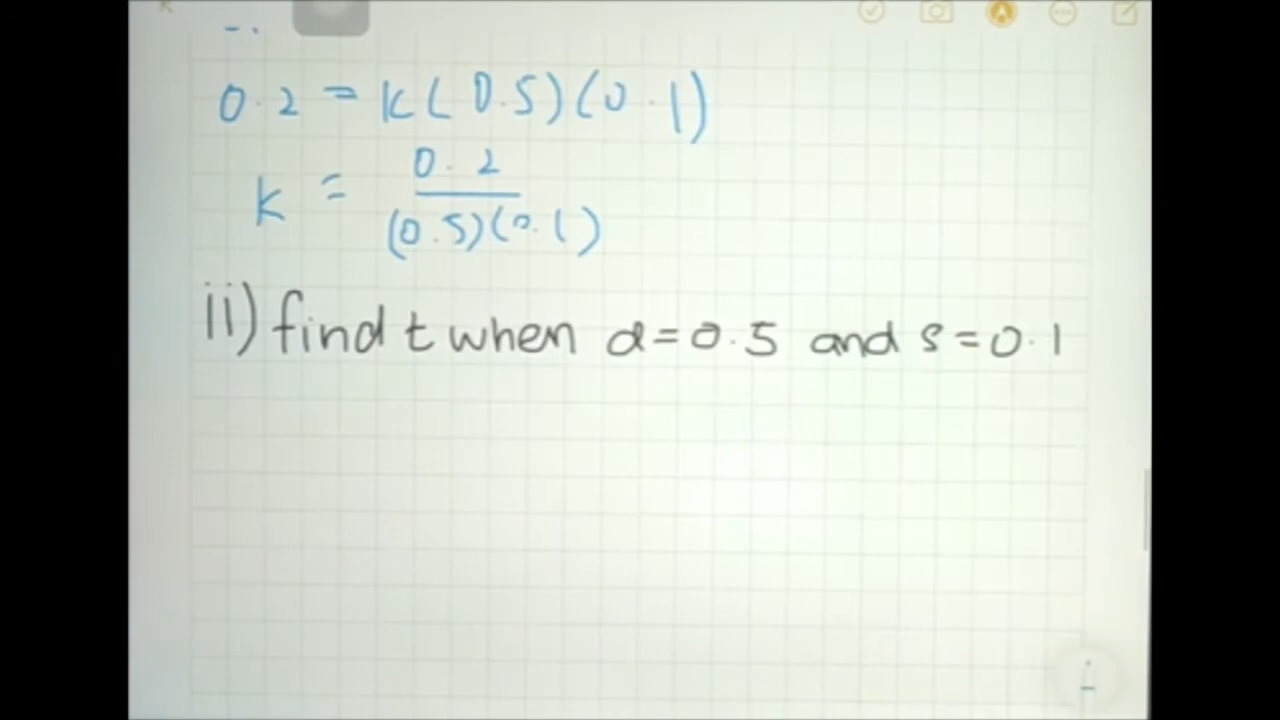 0.2 = k(0.5)(0.1)
k = 0.2
(0.5)(0.1)
ii) find t when d=0.5 and s=0.1